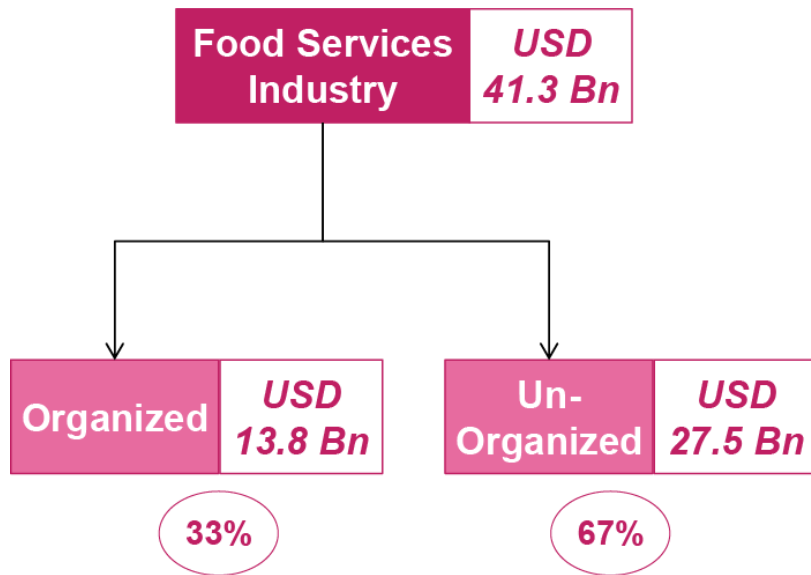 Food Services
Industry
USD
41.3 Bn
Organized
USD
13.8 Bn
Un-
Organized
USD
27.5 Bn
33%
67%